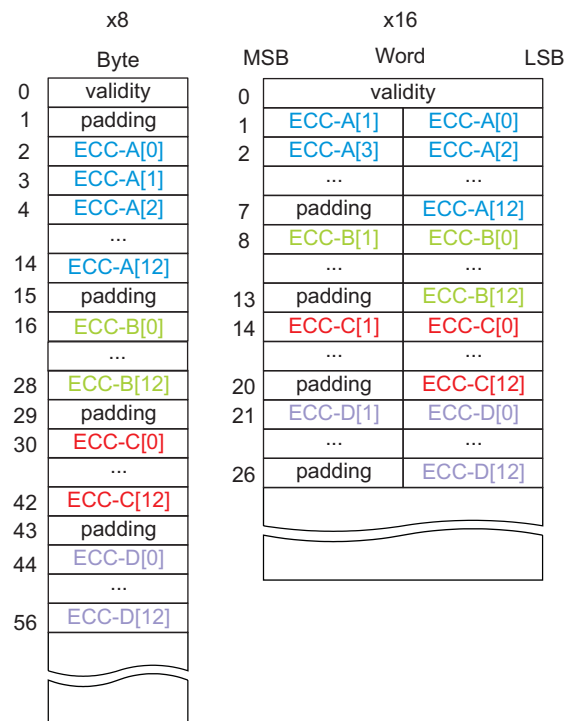 x8
Byte
0 validity
1 padding
2 ECC-A[0]
3 ECC-A[1]
4 ECC-A[2]
...
14 ECC-A[12]
15 padding
16 ECC-B[0]
...
28 ECC-B[12]
29 padding
30 ECC-C[0]
...
42 ECC-C[12]
43 padding
44 ECC-D[0]
...
56 ECC-D[12]
x16
MSB Word LSB
0 validity
1 ECC-A[1] ECC-A[0]
2 ECC-A[3] ECC-A[2]
... ...
7 padding ECC-A[12]
8 ECC-B[1] ECC-B[0]
... ...
13 padding ECC-B[12]
14 ECC-C[1] ECC-C[0]
... ...
20 padding ECC-C[12]
21 ECC-D[1] ECC-D[0]
... ...
26 padding ECC-D[12]